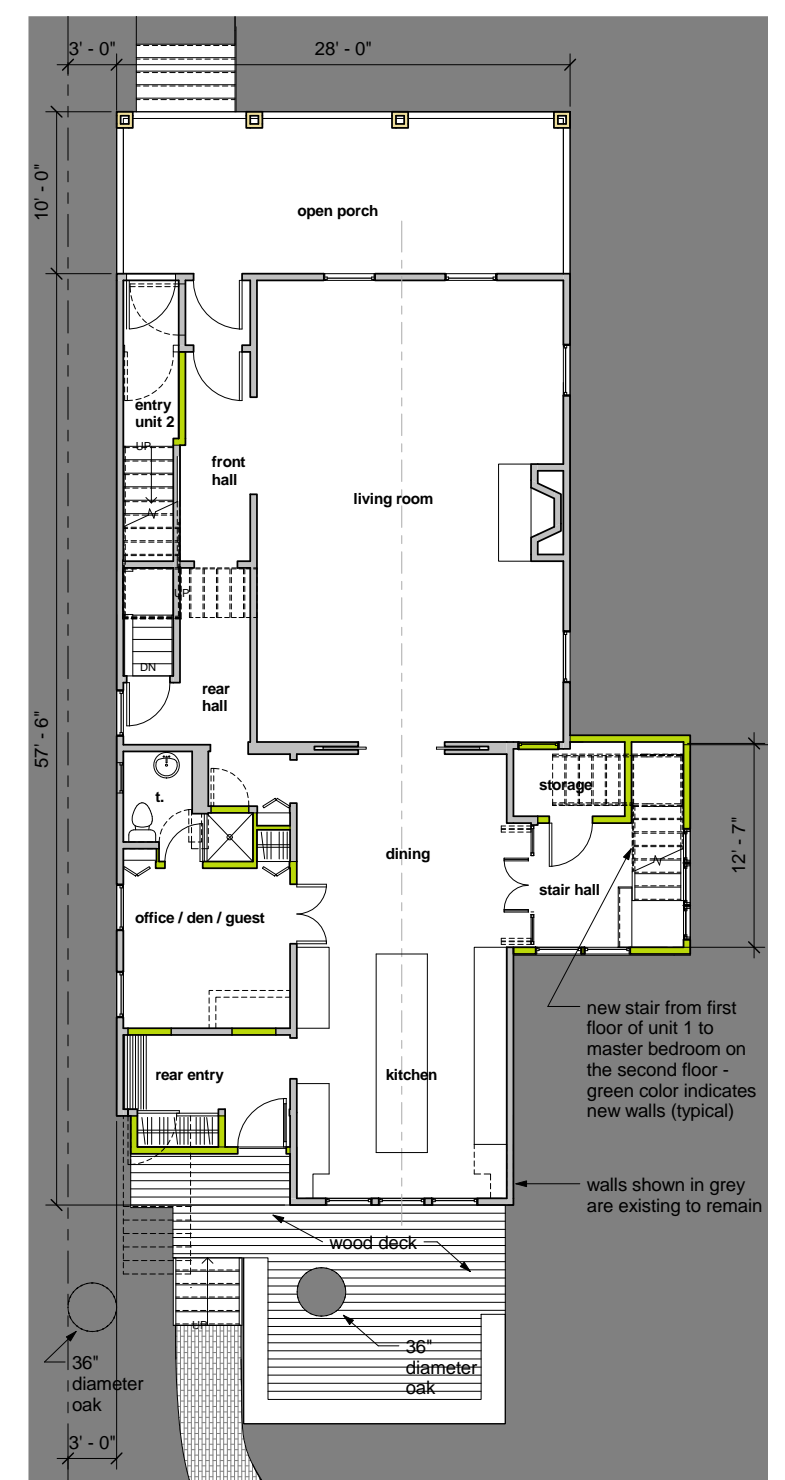 3' - 0"
28' - 0"
10' - 0"
open porch
entry
unit 2
UP
front
hall
living room
UP
DN
rear
hall
57' - 6"
t.
storage
dining
12' - 7"
stair hall
office / den / guest
new stair from first
floor of unit 1 to
master bedroom on
the second floor -
green color indicates
new walls (typical)
rear entry
kitchen
walls shown in grey
are existing to remain
wood deck
UP
36"
diameter
oak
36"
diameter
oak
3' - 0"